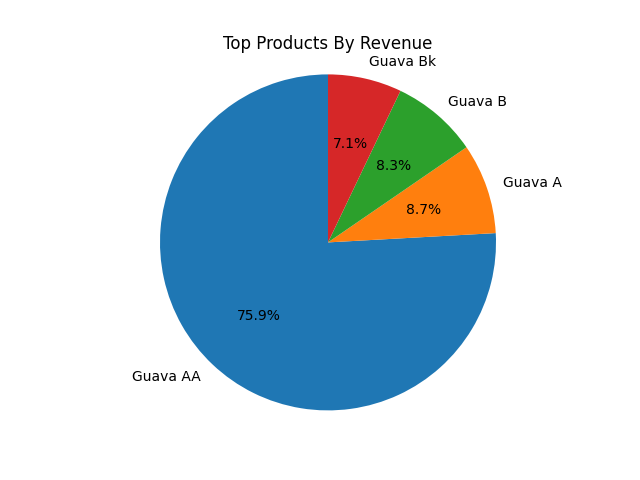 Top Products By Revenue
Guava Bk
Guava B
7.1%
8.3%
Guava A
8.7%
75.9%
Guava AA